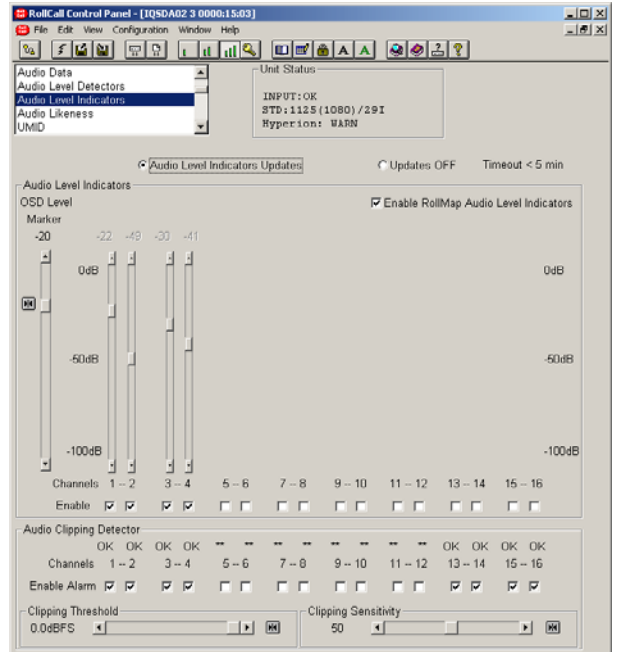 RollCall Control Panel - [IQSDA02 3 0000:15:03]
File Edit View Configuration Window Help
A A
Audio Data
Audio Level Detectors
Audio Level Indicators
Audio Likeness
UMID
Unit Status
INPUT:OK
STD:1125(1080)/29I
Hyperion: WARN
Audio Level Indicators Updates Updates OFF Timeout < 5 min
Audio Level Indicators
OSD Level
Enable RollMap Audio Level Indicators
Marker
-20 -22 -49 -30 -41
0dB 0dB
-50dB -50dB
-100dB -100dB
Channels 1 -- 2 3 -- 4 5 -- 6 7 -- 8 9 -- 10 11 -- 12 13 -- 14 15 -- 16
Enable
Audio Clipping Detector
OK OK OK OK -- -- -- -- -- -- -- -- OK OK OK OK
Channels 1 -- 2 3 -- 4 5 -- 6 7 -- 8 9 -- 10 11 -- 12 13 -- 14 15 -- 16
Enable Alarm
Clipping Threshold Clipping Sensitivity
0.0dBFS 50